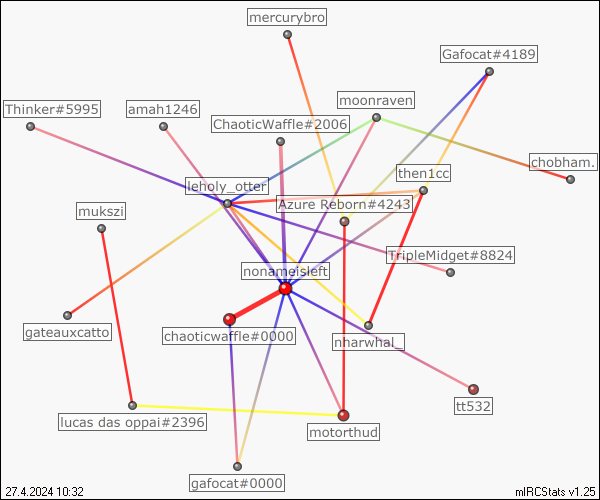 mercurybro
Gafocat#4189
moonraven
Thinker#5995
amah1246
ChaoticWaffle#2006
chobham.
then1cc
leholy_otter
Azure Reborn#4243
mukszi
TripleMidget#8824
nonameisleft
gateauxcatto
chaoticwaffle#0000
nharwhal_
tt532
lucas das oppai#2396
motorthud
gafocat#0000
27.4.2024 10:32
mIRCStats v1.25